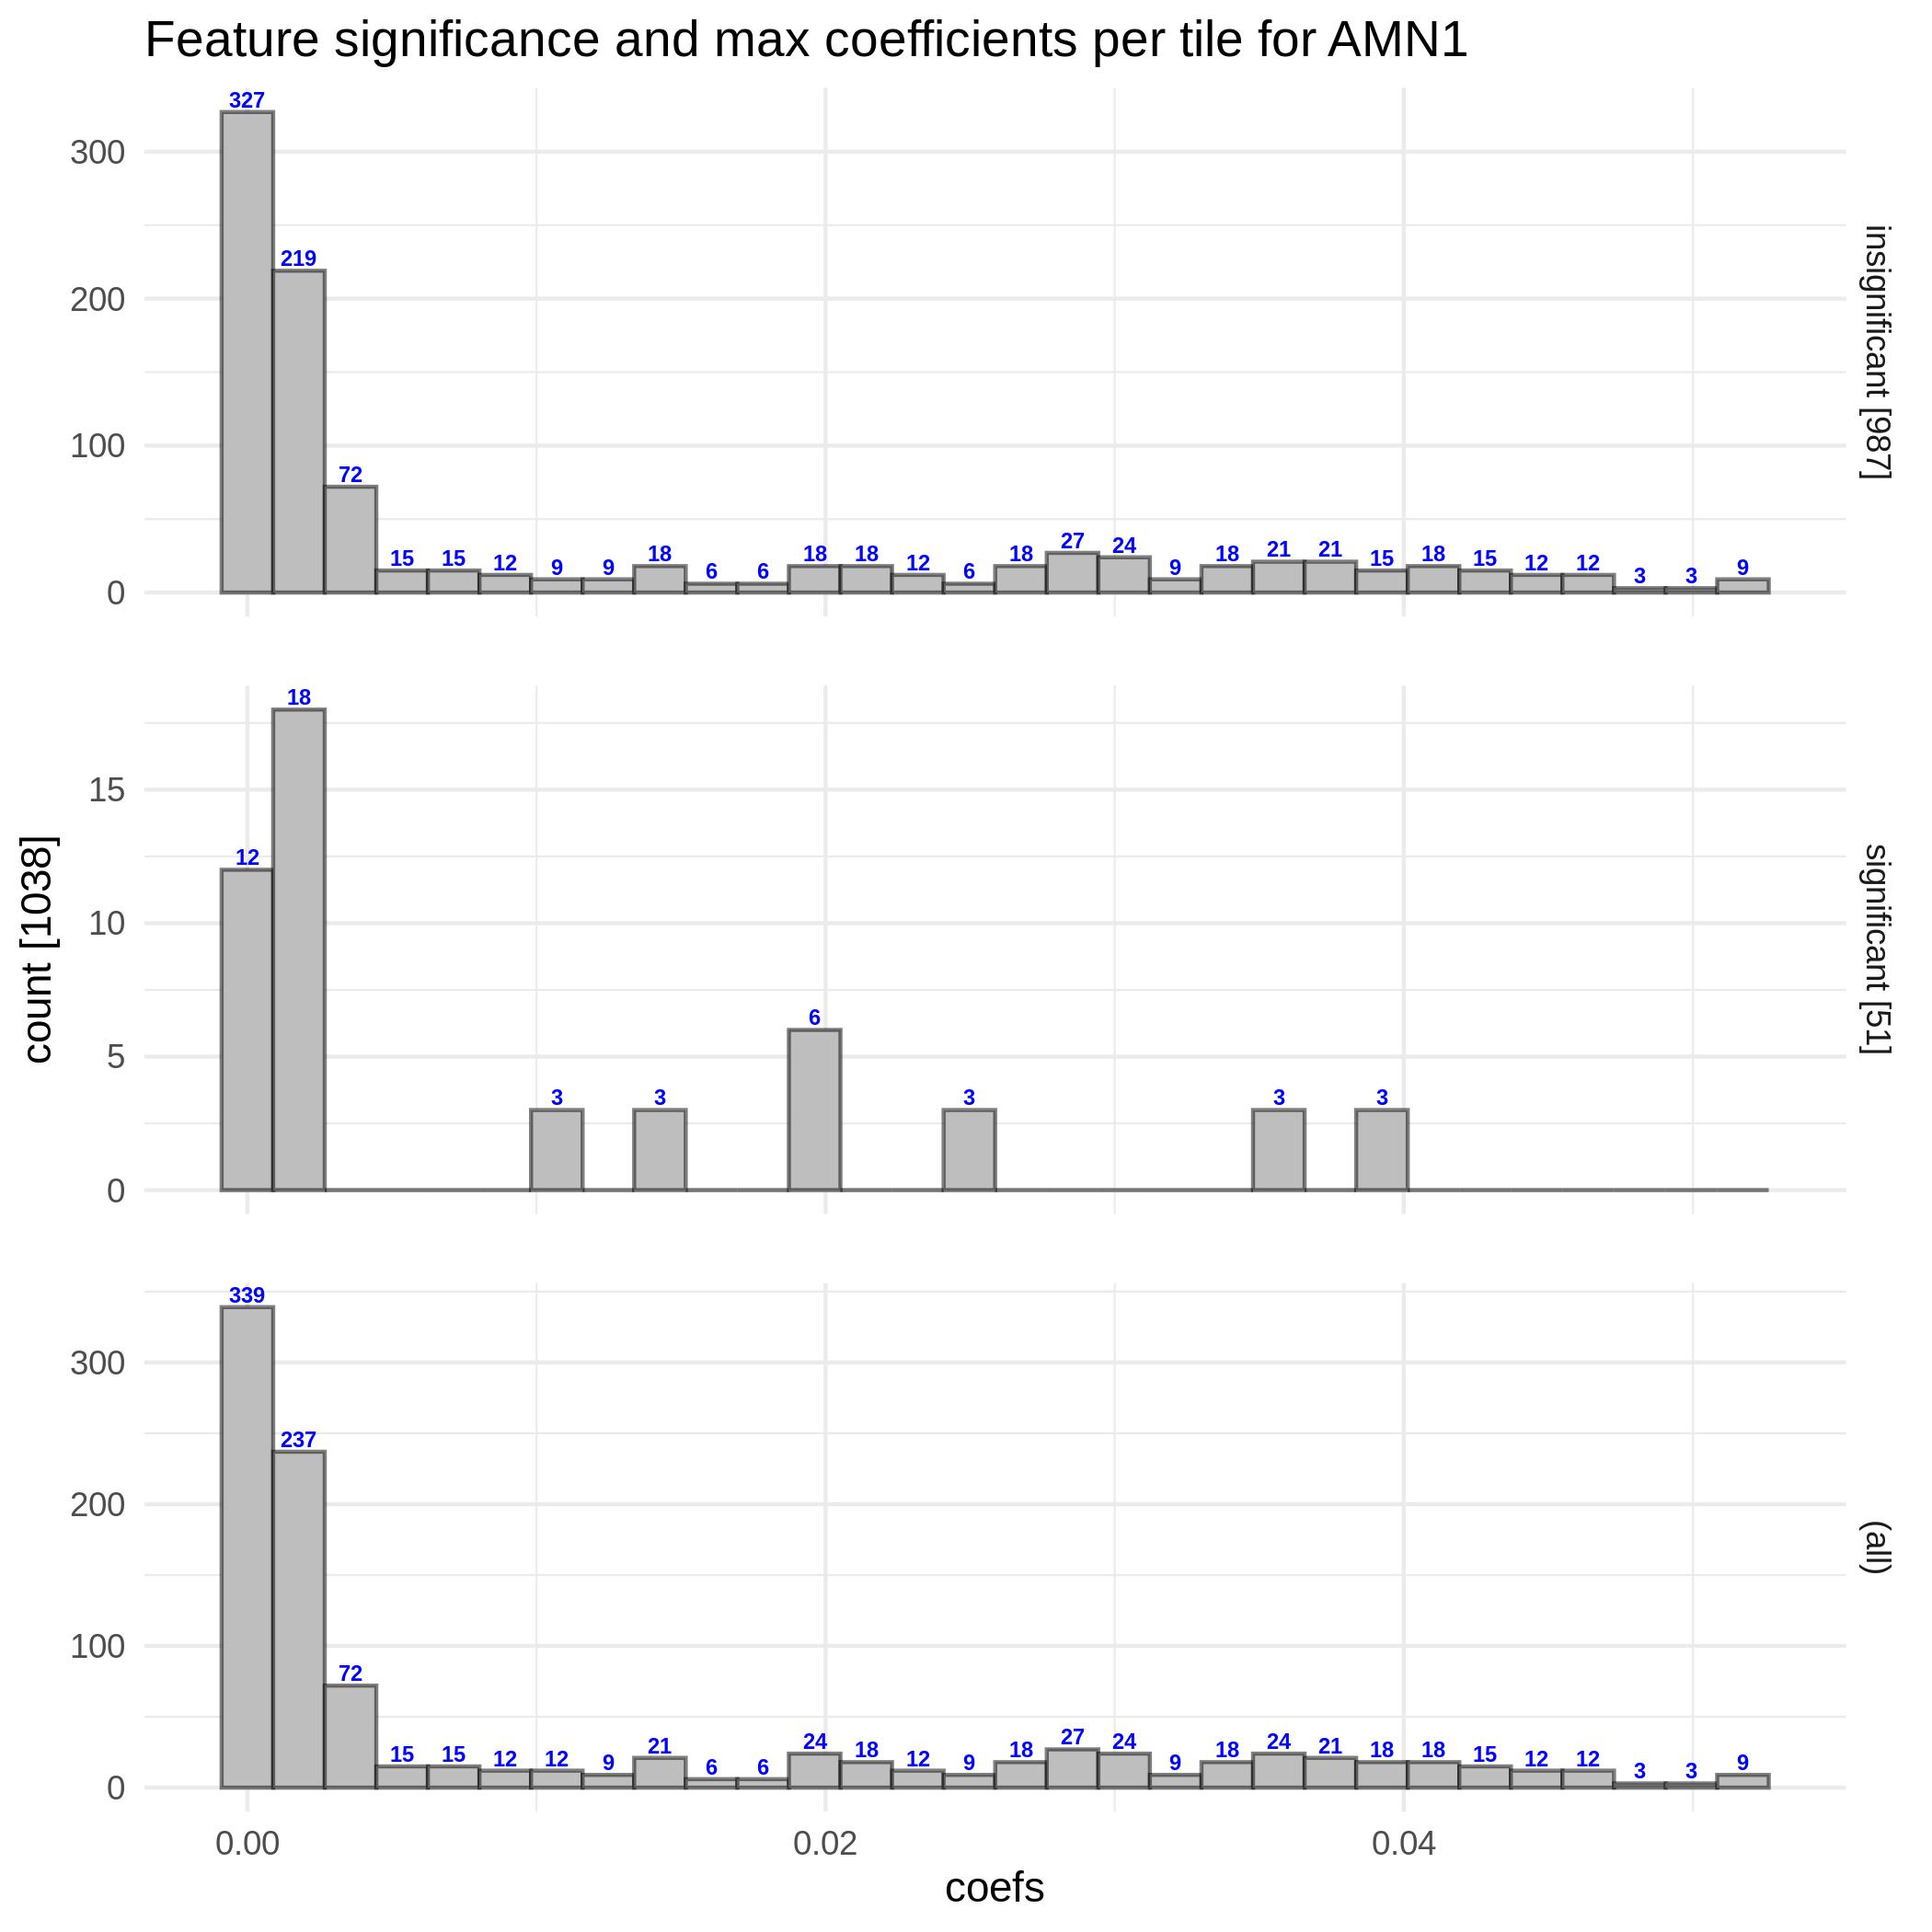 Feature significance and max coefficients per tile for AMN1
327
300
219
200
insignificant [987]
100
72
15 15 12 9 9 18 6 6 18 18 12 6 18 27 24 9 18 21 21 15 18 15 12 12 3 3 9
0
18
15
12
10
count [1038]
significant [51]
6
5
3 3 3 3 3
0
339
300
237
200
(all)
100
72
15 15 12 12 9 21 6 6 24 18 12 9 18 27 24 9 18 24 21 18 18 15 12 12 3 3 9
0
0.00 0.02 0.04
coefs